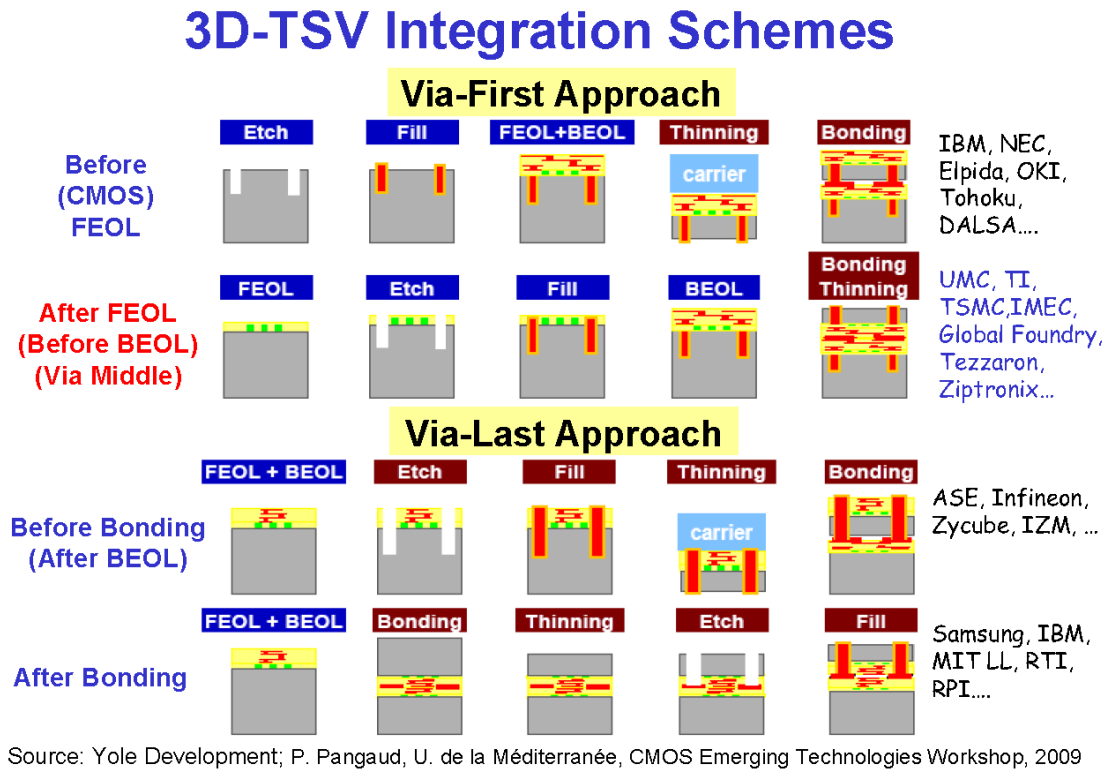 3D-TSV Integration Schemes
Via-First Approach
Etch
Fill
FEOL+BEOL
Thinning
Bonding
Before
(CMOS)
FEOL
carrier
IBM, NEC,
Elpida, OKI,
Tohoku,
DALSA....
FEOL
Etch
Fill
BEOL
Bonding
Thinning
After FEOL
(Before BEOL)
(Via Middle)
UMC, TI,
TSMC,IMEC,
Global Foundry,
Tezzaron,
Ziptronix...
Via-Last Approach
FEOL + BEOL
Etch
Fill
Thinning
Bonding
Before Bonding
(After BEOL)
carrier
ASE, Infineon,
Zycube, IZM, ...
FEOL + BEOL
Bonding
Thinning
Etch
Fill
After Bonding
Samsung, IBM,
MIT LL, RTI,
RPI....
Source: Yole Development; P. Pangaud, U. de la Méditerranée, CMOS Emerging Technologies Workshop, 2009